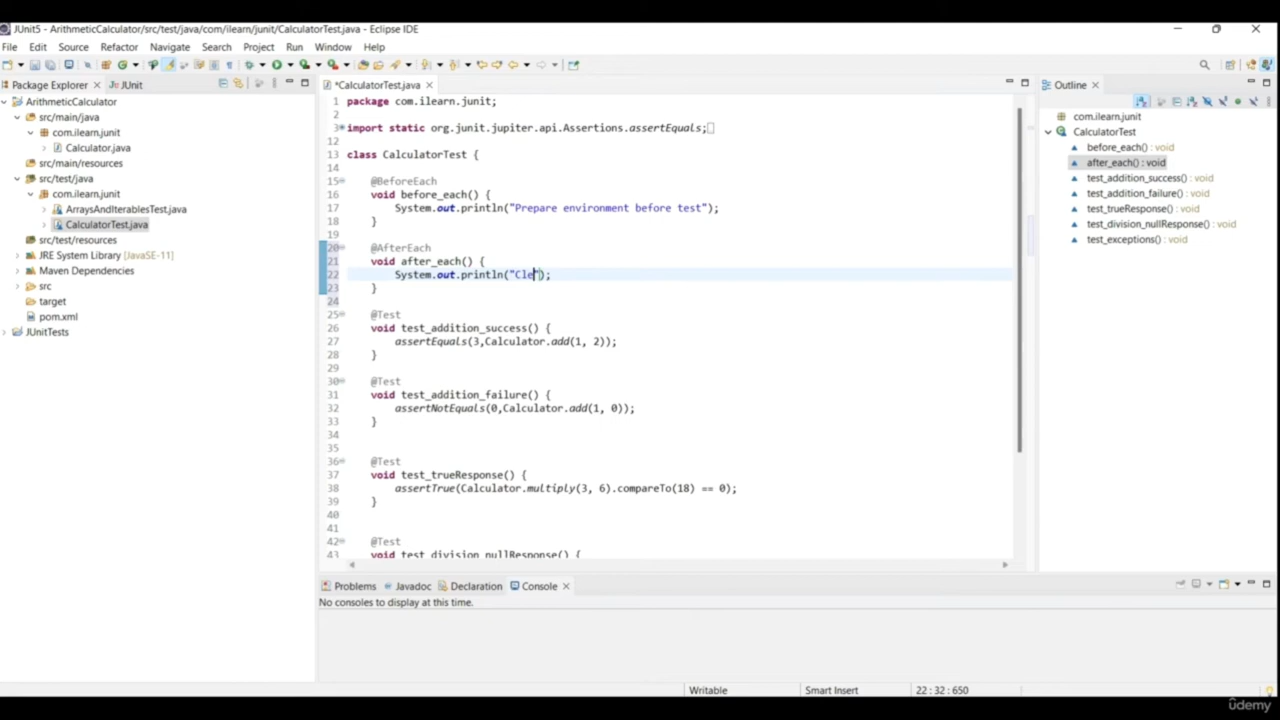 JUnit5 - ArithmeticCalculator/src/test/java/com/ilearn/junit/CalculatorTest.java - Eclipse IDE
File Edit Source Refactor Navigate Search Project Run Window Help
Package Explorer JUnit
ArithmeticCalculator
src/main/java
com.ilearn.junit
Calculator.java
src/main/resources
src/test/java
com.ilearn.junit
ArraysAndIterablesTest.java
CalculatorTest.java
src/test/resources
JRE System Library [JavaSE-11]
Maven Dependencies
src
target
pom.xml
JUnitTests
*CalculatorTest.java
1 package com.ilearn.junit;
2
3 import static org.junit.jupiter.api.Assertions.assertEquals;
12
13 class CalculatorTest {
14
15 @BeforeEach
16 void before_each() {
17 System.out.println("Prepare environment before test");
18 }
19
20 @AfterEach
21 void after_each() {
22 System.out.println("Cle");
23 }
24
25 @Test
26 void test_addition_success() {
27 assertEquals(3,Calculator.add(1, 2));
28 }
29
30 @Test
31 void test_addition_failure() {
32 assertNotEquals(0,Calculator.add(1, 0));
33 }
34
35
36 @Test
37 void test_trueResponse() {
38 assertTrue(Calculator.multiply(3, 6).compareTo(18) == 0);
39 }
40
41
42 @Test
43 void test_division_nullResponse() {
Outline
com.ilearn.junit
CalculatorTest
before_each() : void
after_each() : void
test_addition_success() : void
test_addition_failure() : void
test_trueResponse() : void
test_division_nullResponse() : void
test_exceptions() : void
Problems Javadoc Declaration Console
No consoles to display at this time.
Writable Smart Insert 22 : 32 : 650
ûdemy